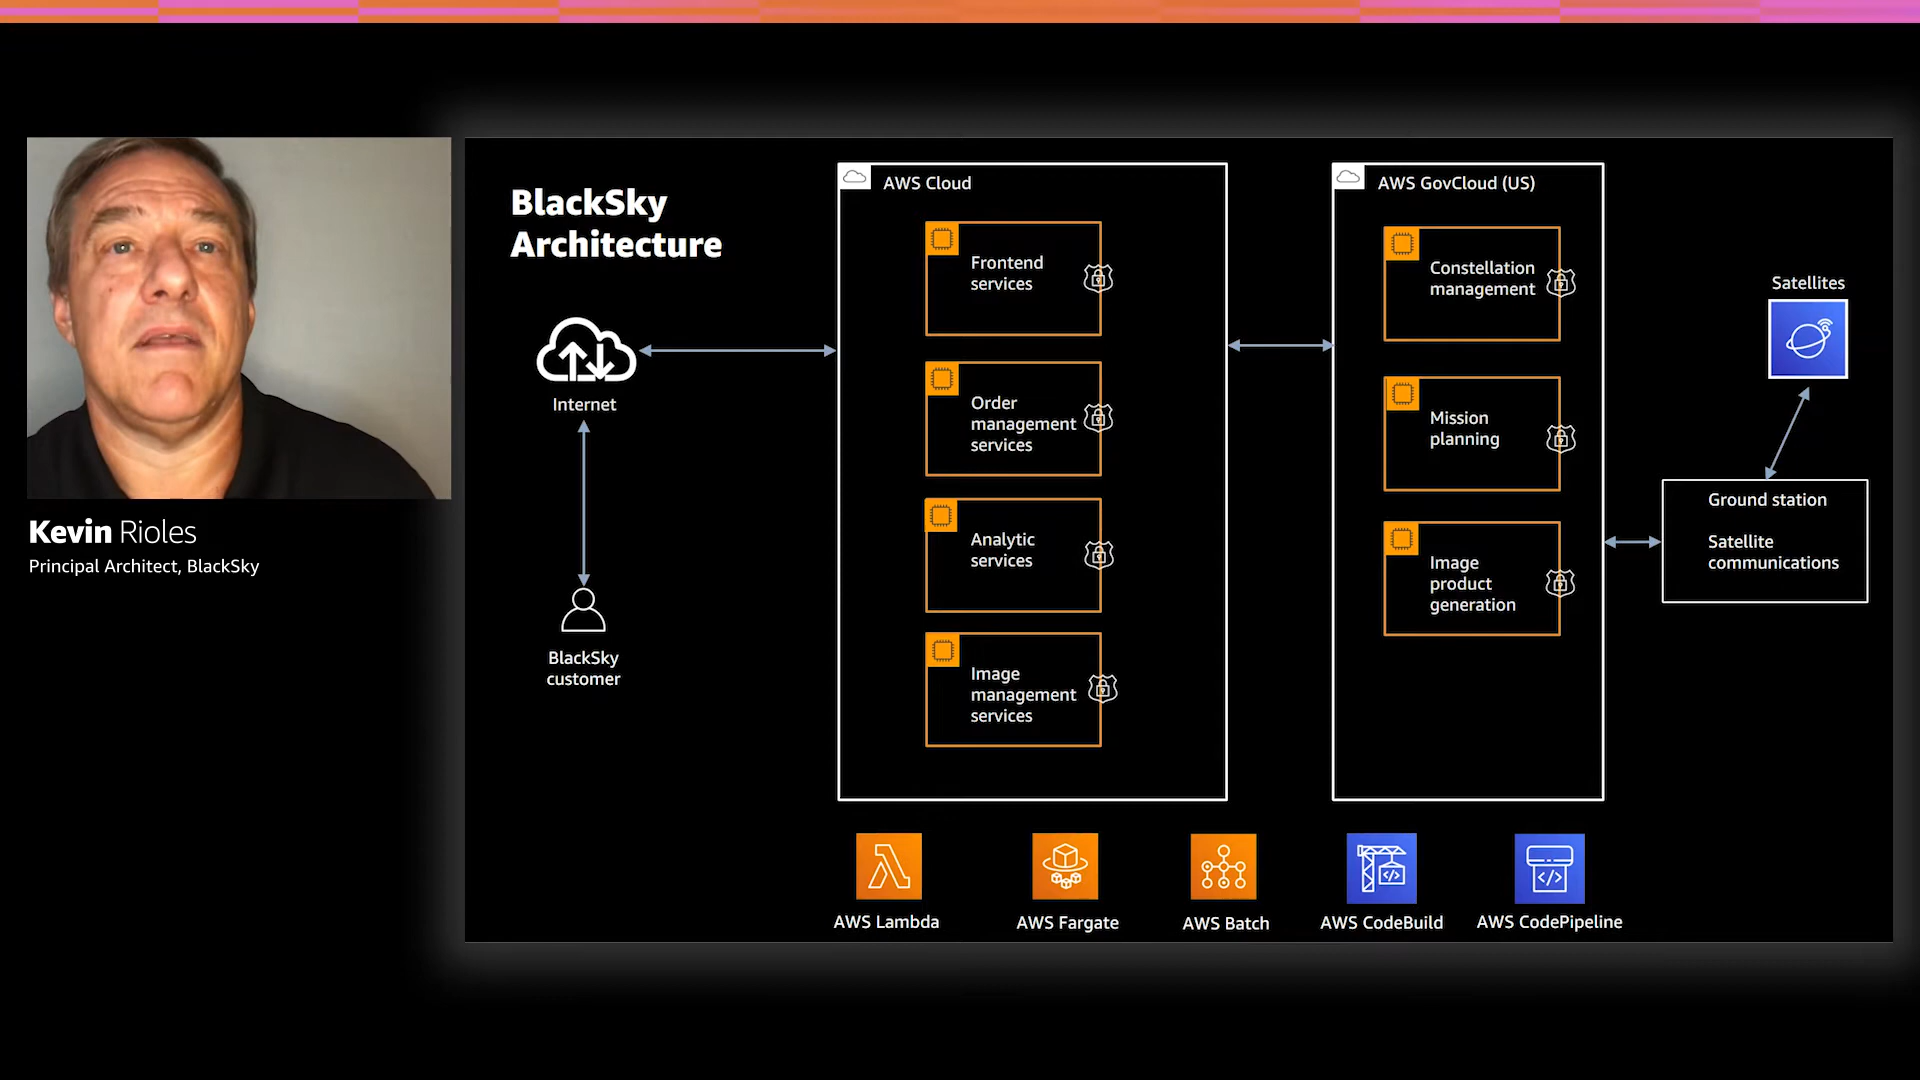 BlackSky
Architecture
AWS Cloud
Frontend
services
Order
management
services
Analytic
services
Image
management
services
AWS GovCloud (US)
Constellation
management
Mission
planning
Image
product
generation
Satellites
Ground station
Satellite
communications
Internet
BlackSky
customer
AWS Lambda
AWS Fargate
AWS Batch
AWS CodeBuild
AWS CodePipeline
Kevin Rioles
Principal Architect, BlackSky